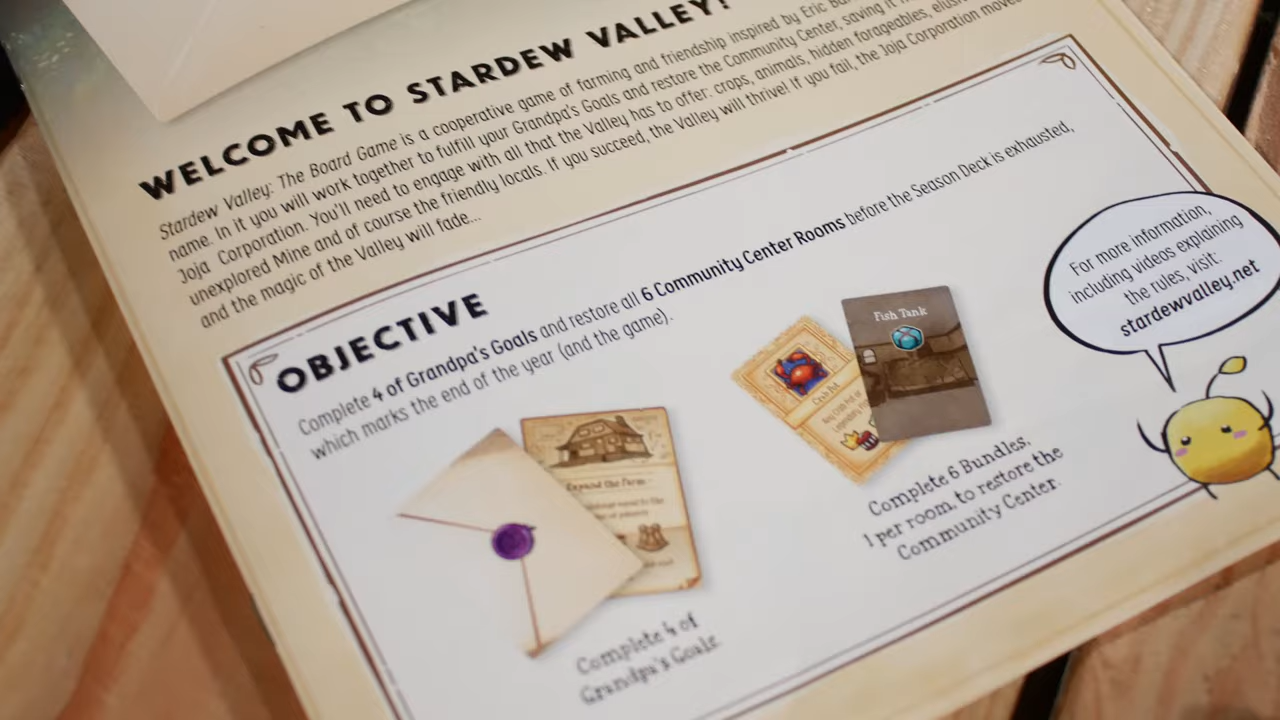 WELCOME TO STARDEW VALLEY!
Stardew Valley: The Board Game is a cooperative game of farming and friendship inspired by Eric
name. In it you will work together to fulfill your Grandpa's Goals and restore the Community Center, saving it
Joja Corporation. You'll need to engage with all that the Valley has to offer: crops, animals, hidden forageables,
unexplored Mine and of course the friendly locals. If you succeed, the Valley will thrive! If you fail, the Joja Corporation moves
and the magic of the Valley will fade...
OBJECTIVE
Complete 4 of Grandpa's Goals and restore all 6 Community Center Rooms before the Season Deck is exhausted,
which marks the end of the year (and the game).
For more information,
including videos explaining
the rules, visit:
stardewvalley.net
Fish Tank
Crab Pot
Expand the Farm
Complete 6 Bundles,
1 per room, to restore the
Community Center.
Complete 4 of
Grandpa's Goals